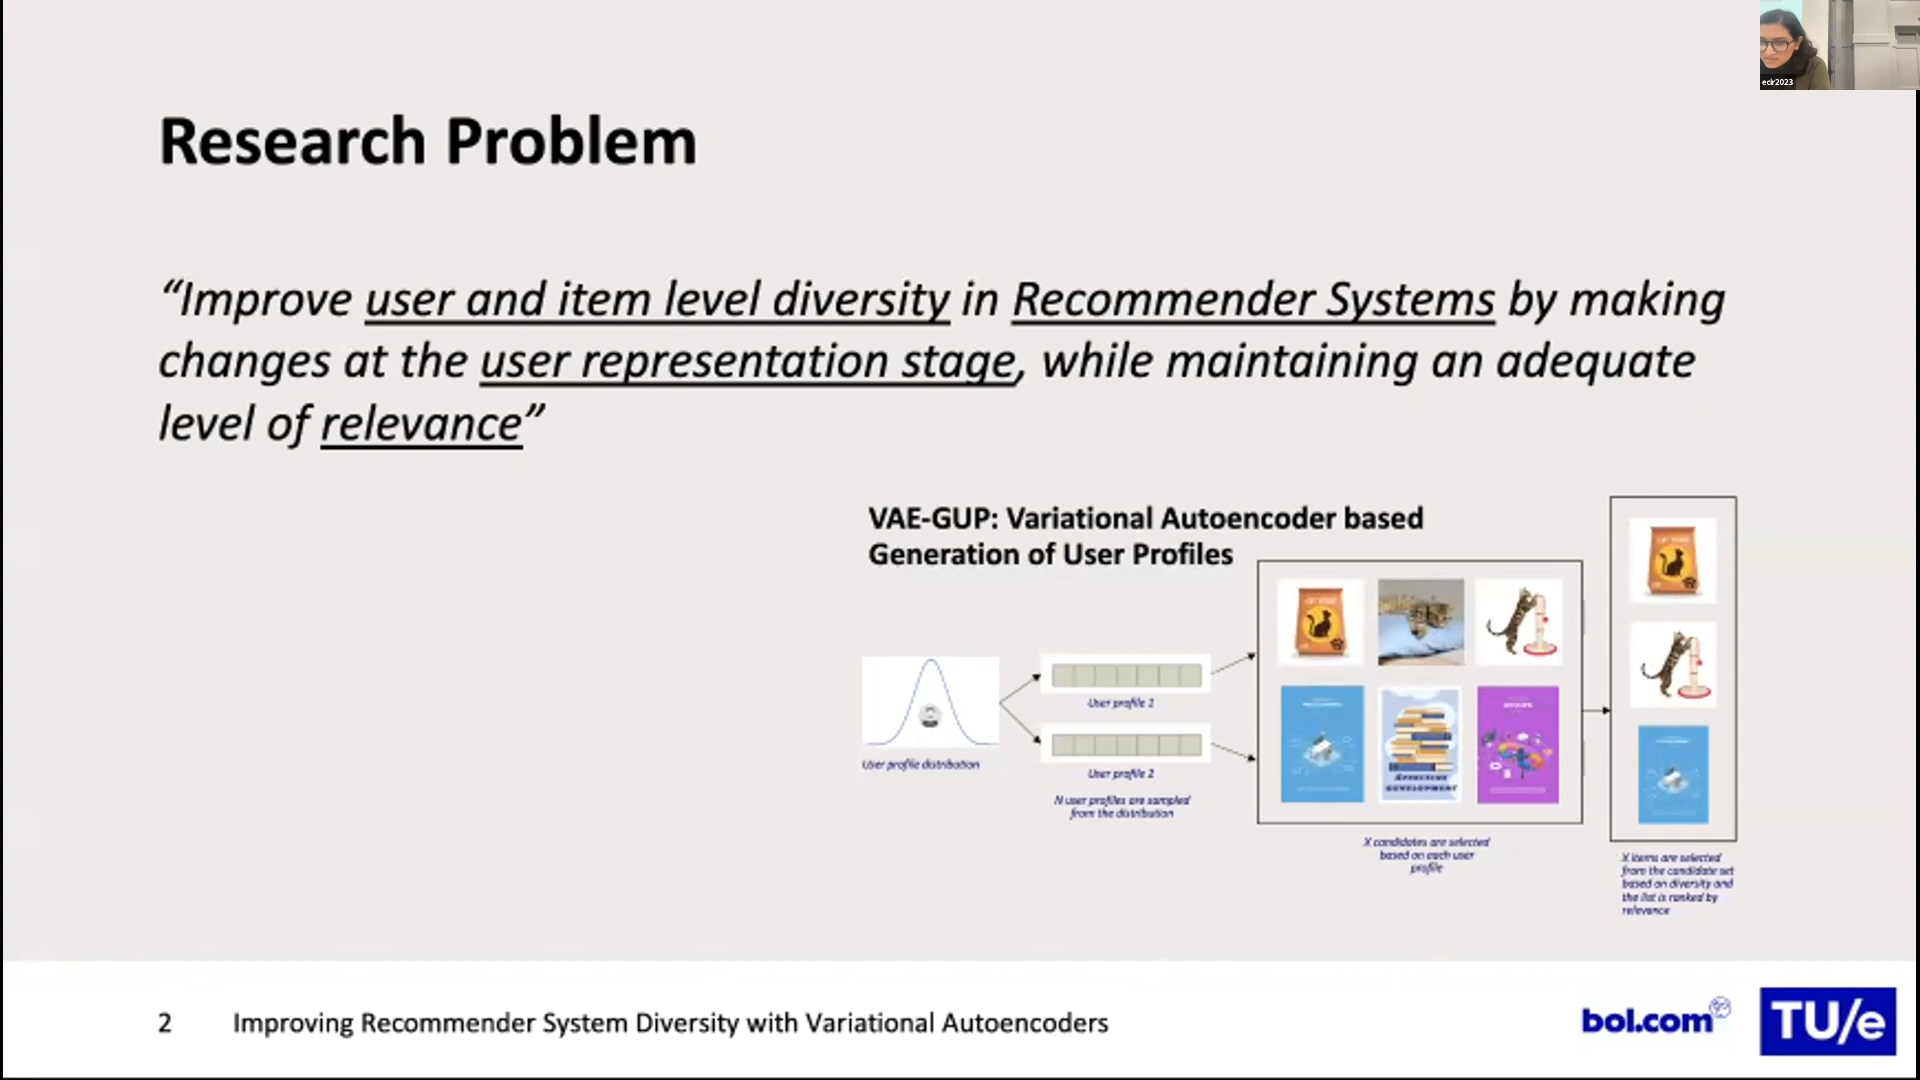 ecir2023
Research Problem
“Improve user and item level diversity in Recommender Systems by making
changes at the user representation stage, while maintaining an adequate
level of relevance”
VAE-GUP: Variational Autoencoder based
Generation of User Profiles
User profile distribution
User profile 1
User profile 2
N user profiles are sampled
from the distribution
DEVELOPMENT
X candidates are selected
based on each user
profile
X items are selected
from the candidate set
based on diversity and
the list is ranked by
relevance
2
Improving Recommender System Diversity with Variational Autoencoders
bol.com
TU/e